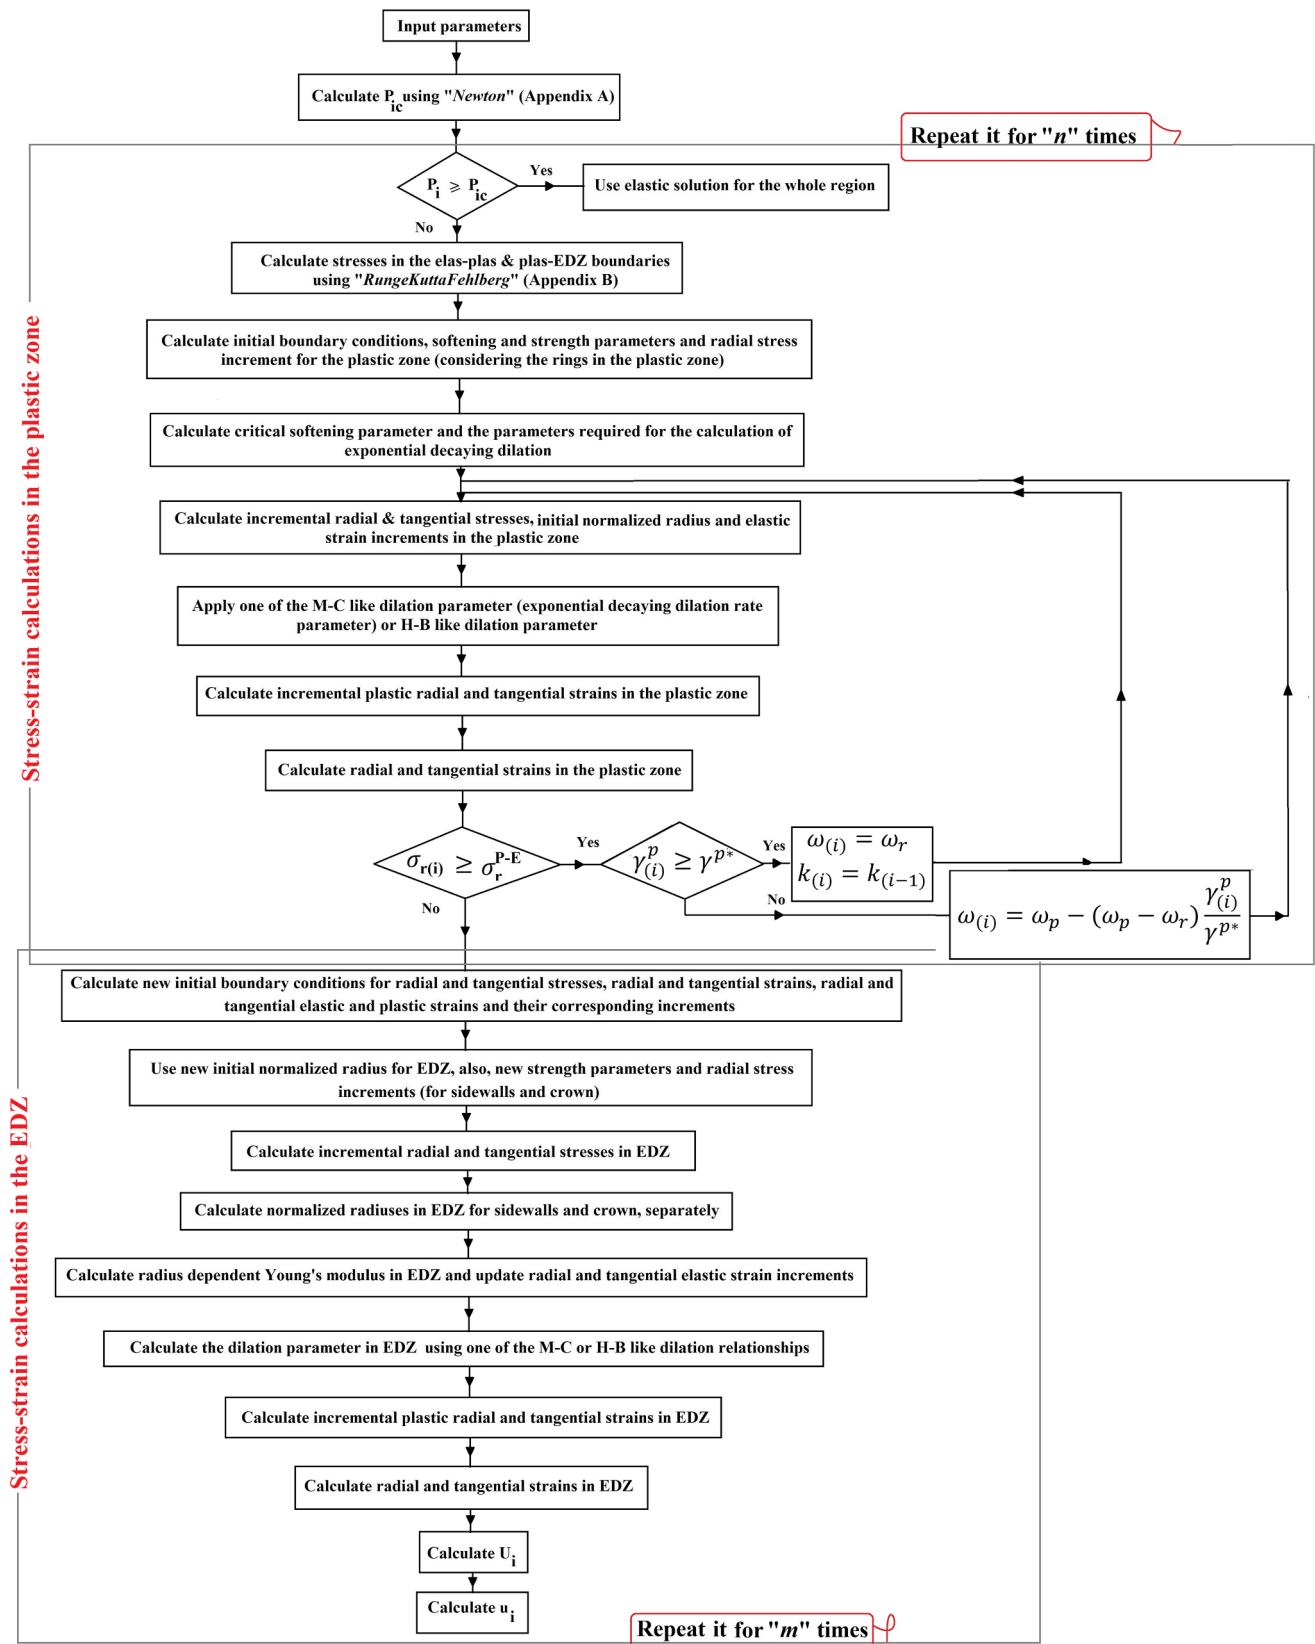 Input parameters
Calculate P_ic using "Newton" (Appendix A)
Repeat it for "n" times
P_i ⩾ P_ic
Yes
Use elastic solution for the whole region
No
Calculate stresses in the elas-plas & plas-EDZ boundaries
using "RungeKuttaFehlberg" (Appendix B)
Calculate initial boundary conditions, softening and strength parameters and radial stress
increment for the plastic zone (considering the rings in the plastic zone)
Calculate critical softening parameter and the parameters required for the calculation of
exponential decaying dilation
Stress-strain calculations in the plastic zone
Calculate incremental radial & tangential stresses, initial normalized radius and elastic
strain increments in the plastic zone
Apply one of the M-C like dilation parameter (exponential decaying dilation rate
parameter) or H-B like dilation parameter
Calculate incremental plastic radial and tangential strains in the plastic zone
Calculate radial and tangential strains in the plastic zone
σ_r(i) ≥ σ_r^P-E
Yes
γ_(i)^p ≥ γ^p*
Yes
ω_(i) = ω_r
k_(i) = k_(i−1)
No
No
ω_(i) = ω_p − (ω_p − ω_r) γ_(i)^p / γ^p*
Calculate new initial boundary conditions for radial and tangential stresses, radial and tangential strains, radial and
tangential elastic and plastic strains and their corresponding increments
Use new initial normalized radius for EDZ, also, new strength parameters and radial stress
increments (for sidewalls and crown)
Calculate incremental radial and tangential stresses in EDZ
Stress-strain calculations in the EDZ
Calculate normalized radiuses in EDZ for sidewalls and crown, separately
Calculate radius dependent Young's modulus in EDZ and update radial and tangential elastic strain increments
Calculate the dilation parameter in EDZ using one of the M-C or H-B like dilation relationships
Calculate incremental plastic radial and tangential strains in EDZ
Calculate radial and tangential strains in EDZ
Calculate U_i
Calculate u_i
Repeat it for "m" times